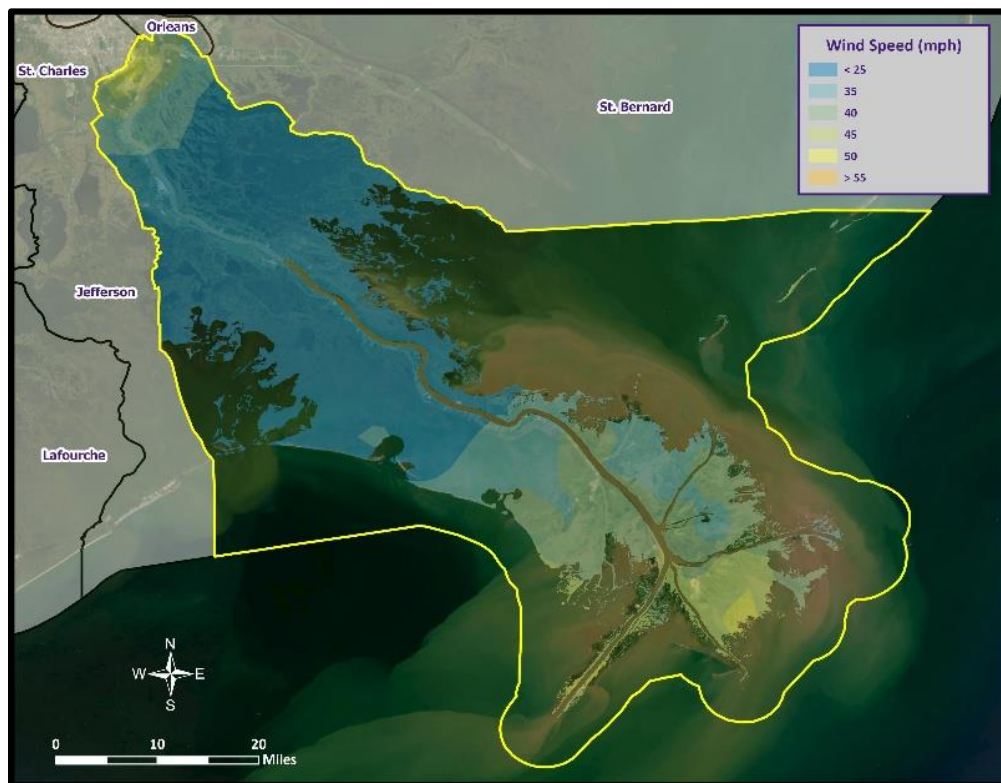 Orleans
St. Charles
St. Bernard
Jefferson
Lafourche
Wind Speed (mph)
< 25
35
40
45
50
> 55
N
W E
S
0 10 20
Miles